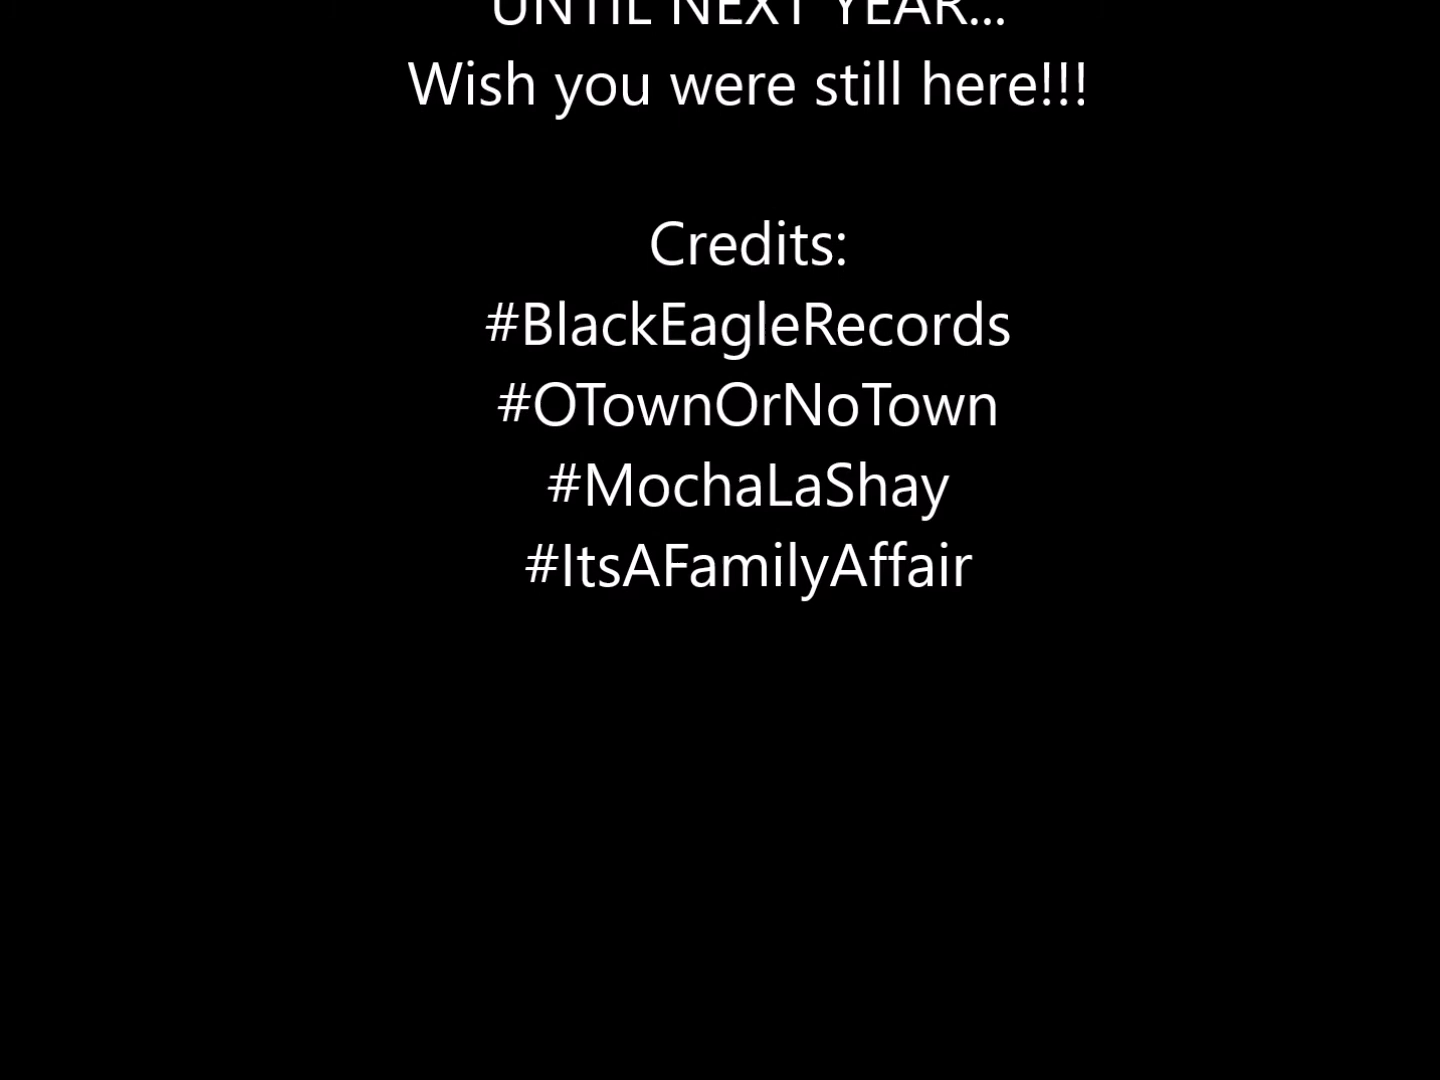 UNTIL NEXT YEAR...
Wish you were still here!!!
Credits:
#BlackEagleRecords
#OTownOrNoTown
#MochaLaShay
#ItsAFamilyAffair